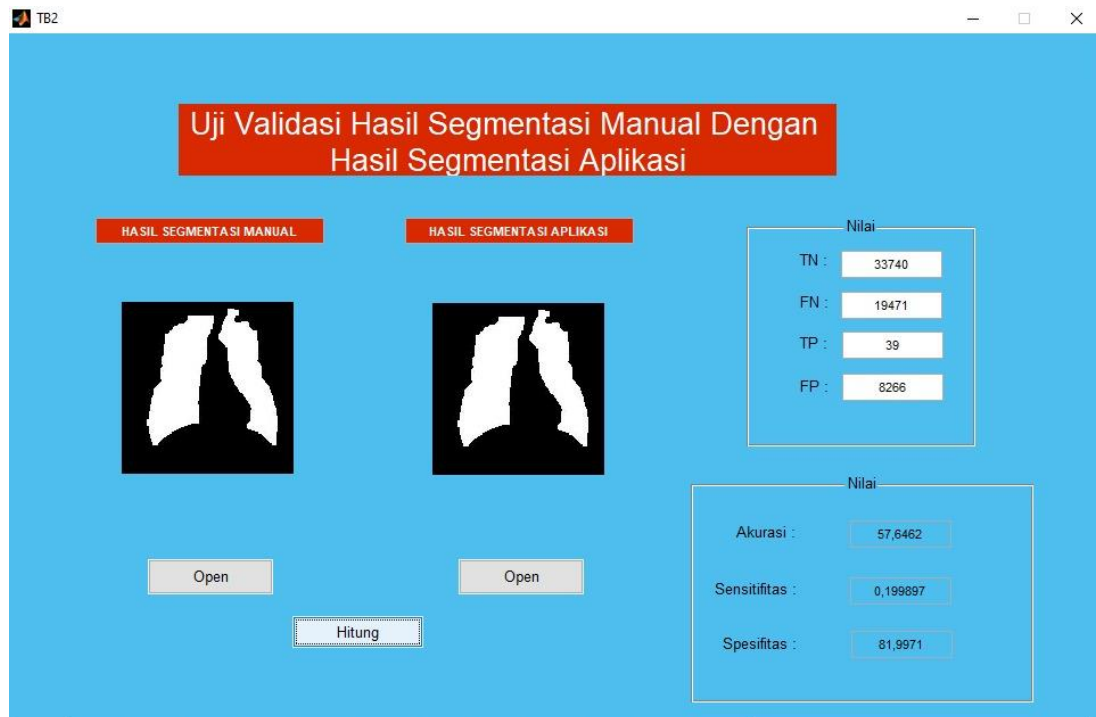 TB2
Uji Validasi Hasil Segmentasi Manual Dengan
Hasil Segmentasi Aplikasi
HASIL SEGMENTASI MANUAL
HASIL SEGMENTASI APLIKASI
Nilai
TN : 33740
FN : 19471
TP : 39
FP : 8266
Nilai
Akurasi : 57,6462
Sensitifitas : 0,199897
Spesifitas : 81,9971
Open
Open
Hitung